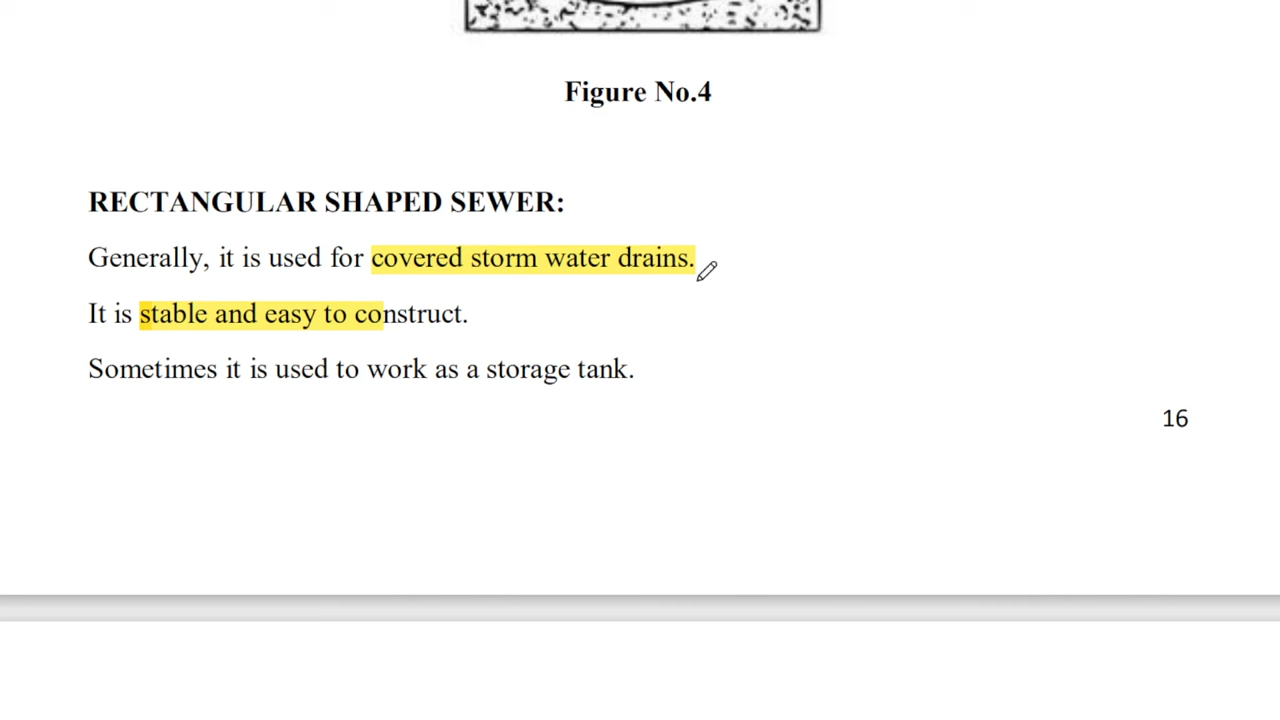 Figure No.4
RECTANGULAR SHAPED SEWER:
Generally, it is used for covered storm water drains.
It is stable and easy to construct.
Sometimes it is used to work as a storage tank.
16